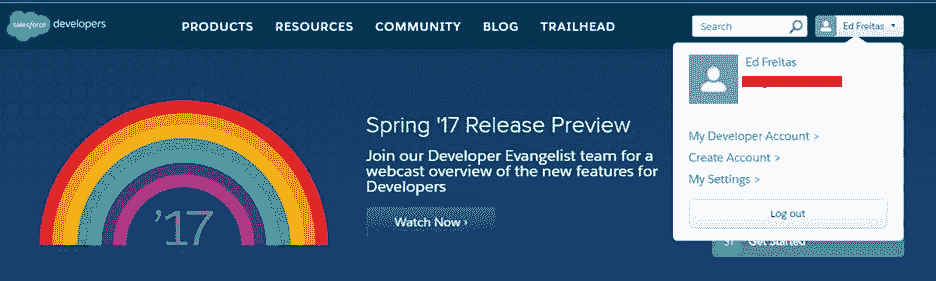 salesforce developers
PRODUCTS RESOURCES COMMUNITY BLOG TRAILHEAD
Search
Ed Freitas
Ed Freitas
My Developer Account >
Create Account >
My Settings >
Log out
Spring '17 Release Preview
Join our Developer Evangelist team for a
webcast overview of the new features for
Developers
Watch Now ›
'17
Get Started